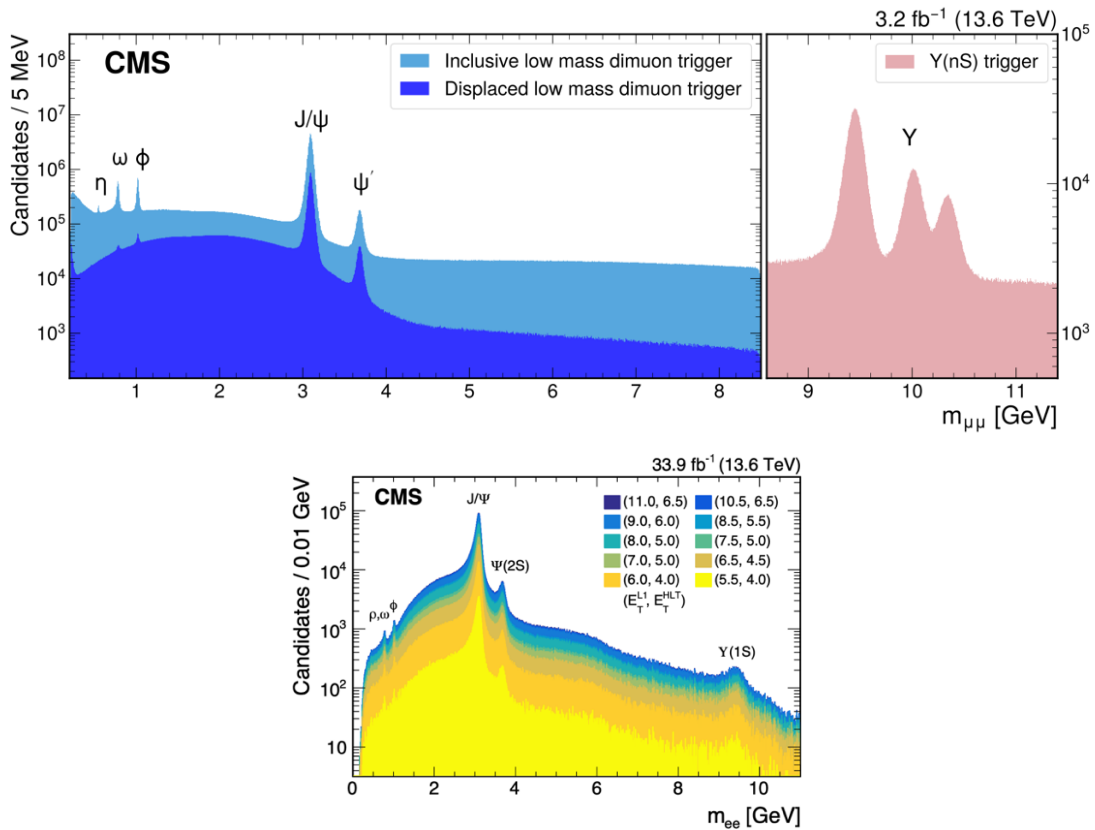 3.2 fb⁻¹ (13.6 TeV)
CMS
Inclusive low mass dimuon trigger
Displaced low mass dimuon trigger
Υ(nS) trigger
Candidates / 5 MeV
10⁸
10⁷
10⁶
10⁵
10⁴
10³
η
ω
ϕ
J/ψ
ψ′
Υ
10⁵
10⁴
10³
1 2 3 4 5 6 7 8
9 10 11
m_μμ [GeV]
33.9 fb⁻¹ (13.6 TeV)
CMS
Candidates / 0.01 GeV
10⁵
10⁴
10³
10²
10
J/Ψ
Ψ(2S)
ρ,ω
ϕ
Υ(1S)
(11.0, 6.5) (10.5, 6.5)
(9.0, 6.0) (8.5, 5.5)
(8.0, 5.0) (7.5, 5.0)
(7.0, 5.0) (6.5, 4.5)
(6.0, 4.0) (5.5, 4.0)
(E_T^L1, E_T^HLT)
0 2 4 6 8 10
m_ee [GeV]